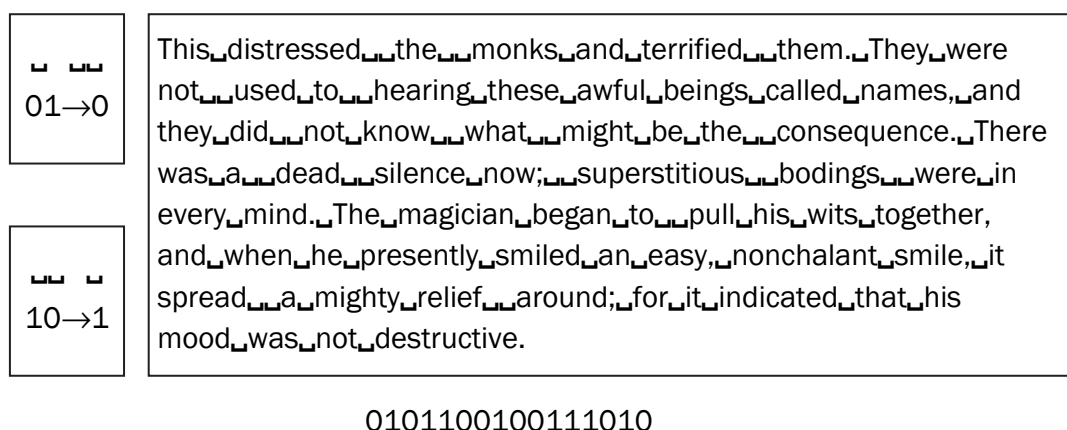 ␣ ␣␣
01→0
␣␣ ␣
10→1
This␣distressed␣␣the␣␣monks␣and␣terrified␣␣them.␣They␣were
not␣␣used␣to␣␣hearing␣these␣awful␣beings␣called␣names,␣and
they␣did␣␣not␣know␣␣what␣␣might␣be␣the␣␣consequence.␣There
was␣a␣␣dead␣␣silence␣now;␣␣superstitious␣␣bodings␣␣were␣in
every␣mind.␣The␣magician␣began␣to␣␣pull␣his␣wits␣together,
and␣when␣he␣presently␣smiled␣an␣easy,␣nonchalant␣smile,␣it
spread␣␣a␣mighty␣relief␣␣around;␣for␣it␣indicated␣that␣his
mood␣was␣not␣destructive.
0101100100111010